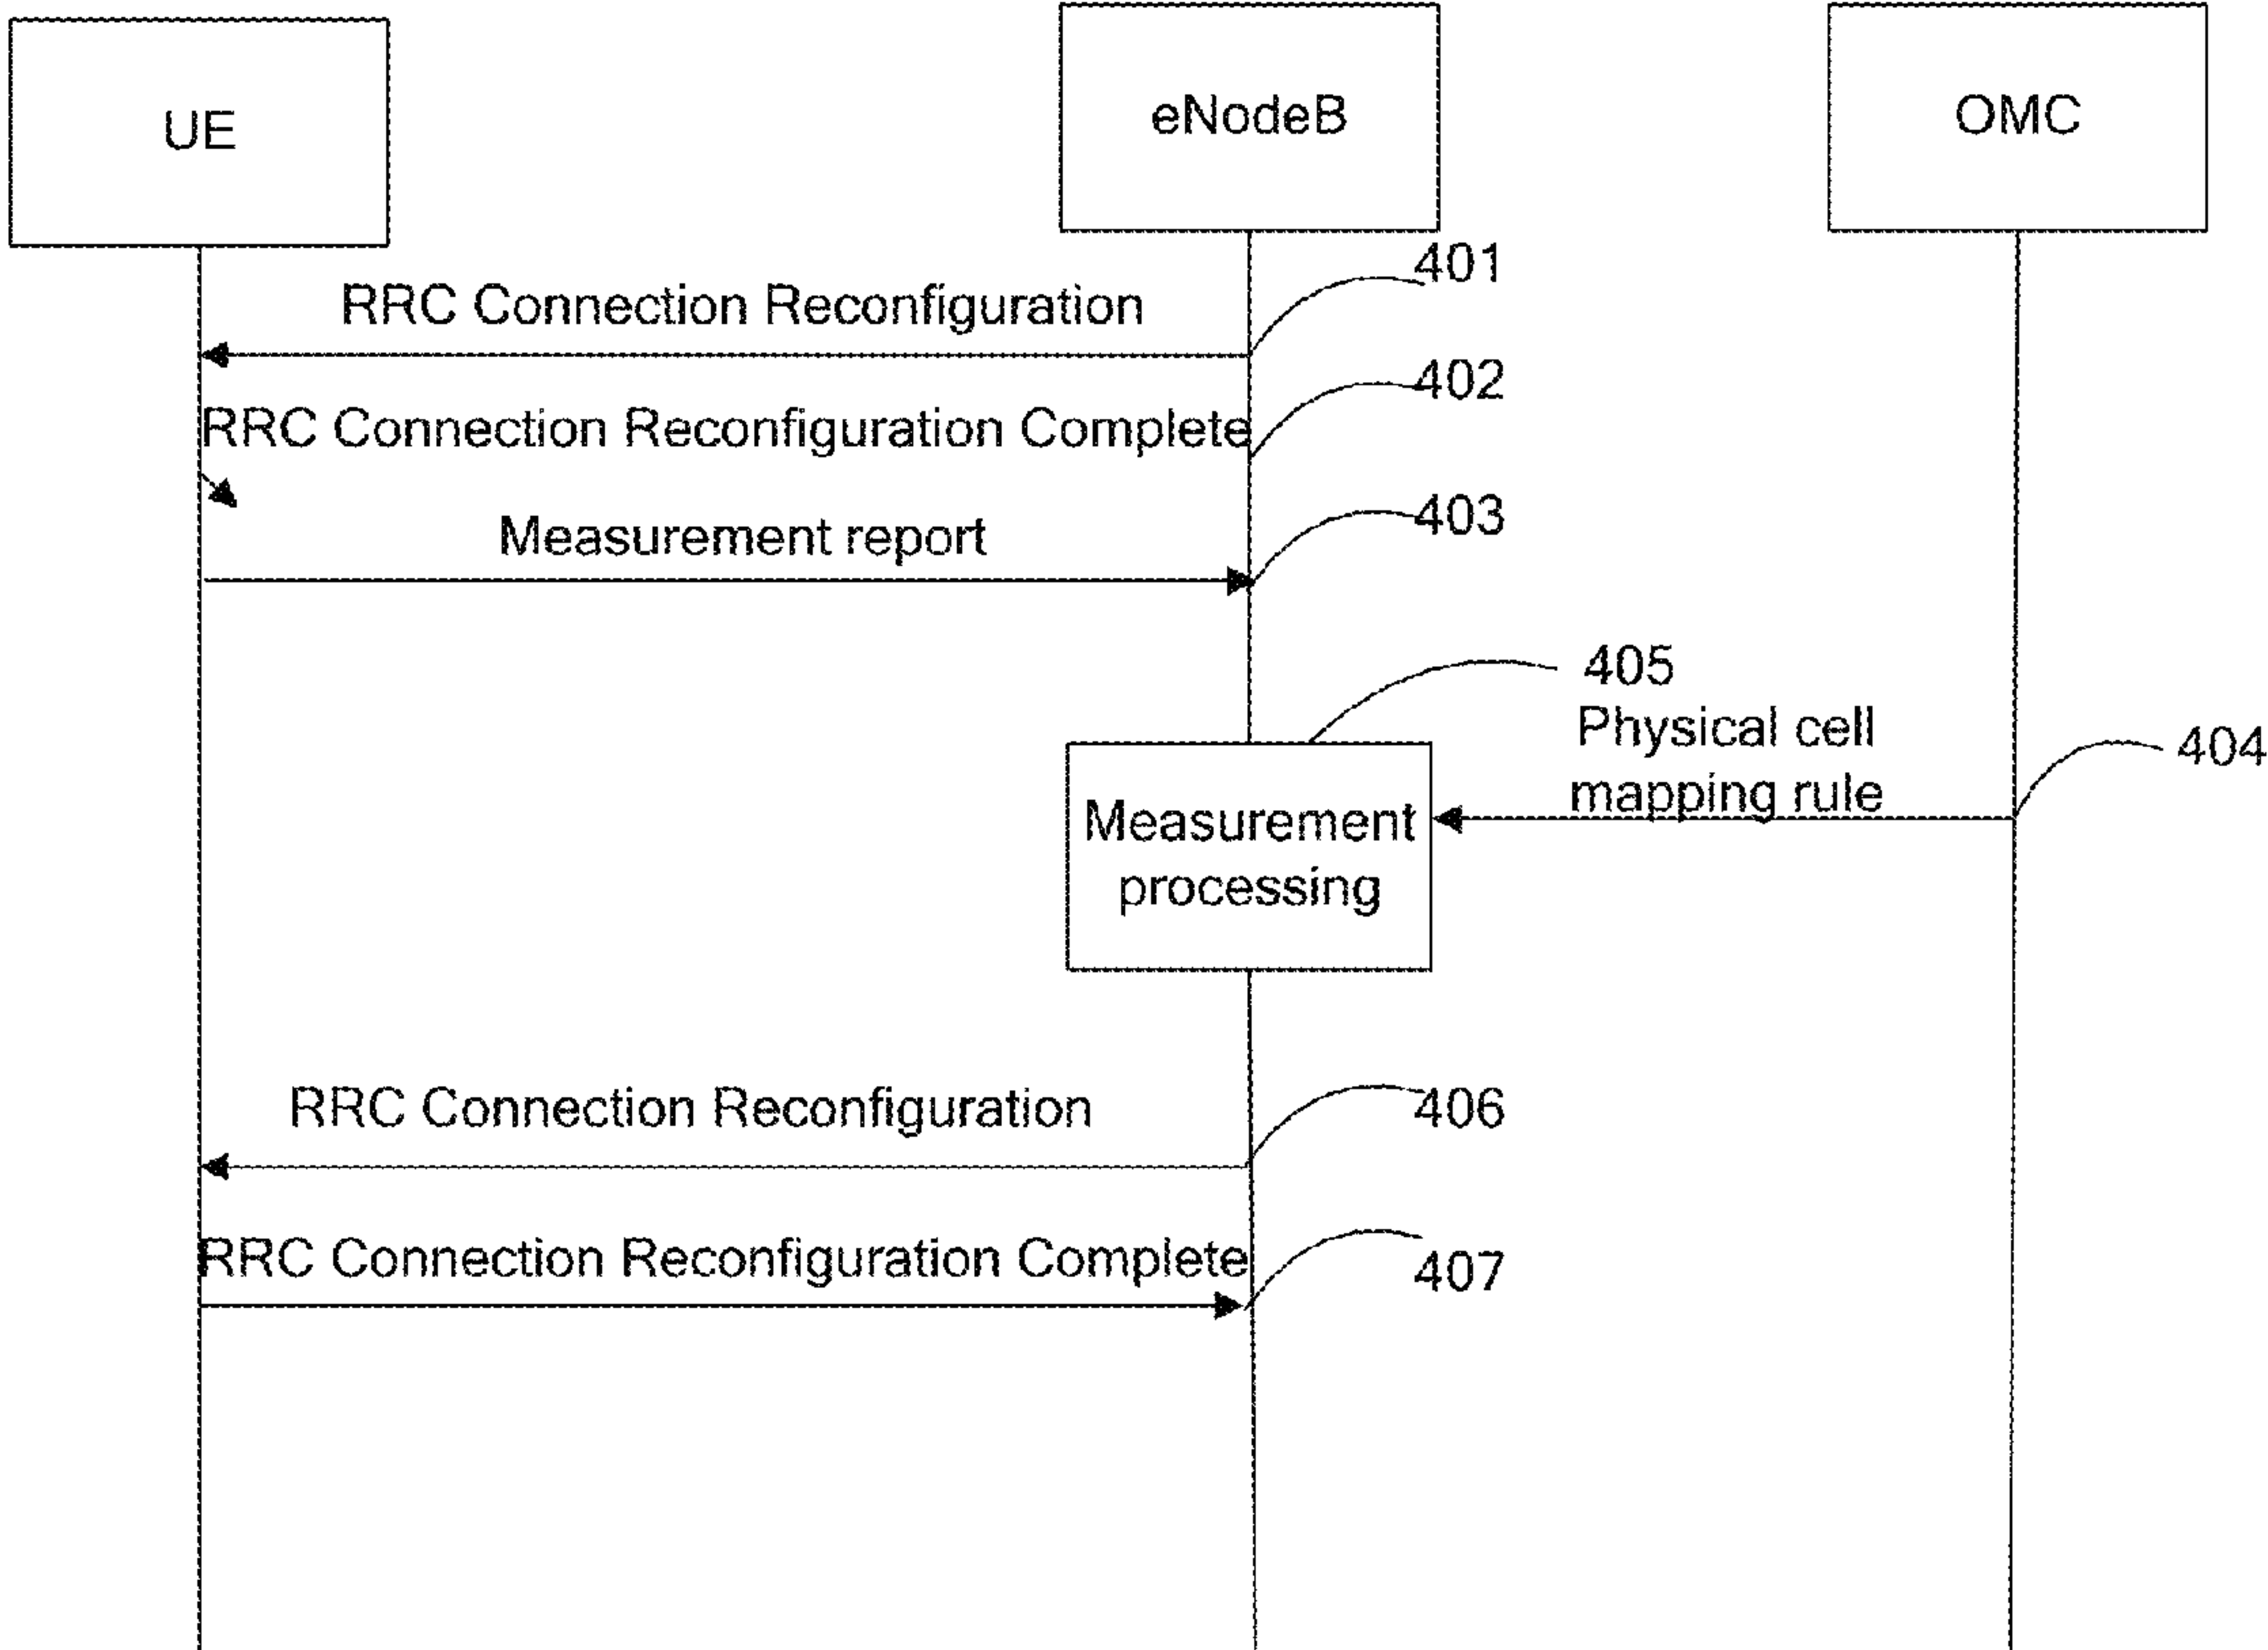 UE
eNodeB
OMC
401
RRC Connection Reconfiguration
402
RRC Connection Reconfiguration Complete
403
Measurement report
405
Physical cell
mapping rule
404
Measurement
processing
RRC Connection Reconfiguration
406
RRC Connection Reconfiguration Complete
407